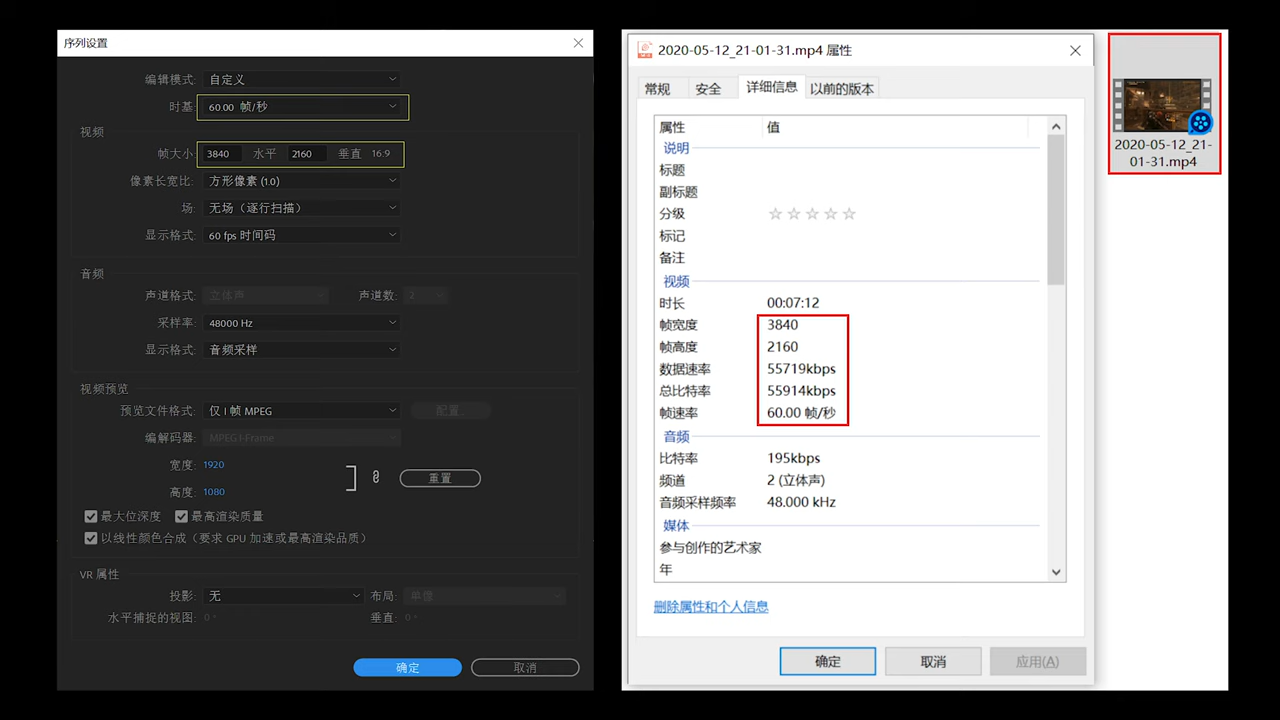 序列设置
编辑模式: 自定义
时基: 60.00 帧/秒
视频
帧大小: 3840 水平 2160 垂直 16:9
像素长宽比: 方形像素 (1.0)
场: 无场（逐行扫描）
显示格式: 60 fps 时间码
音频
声道格式: 立体声 声道数: 2
采样率: 48000 Hz
显示格式: 音频采样
视频预览
预览文件格式: 仅 I 帧 MPEG 配置
编解码器: MPEG I-Frame
宽度: 1920
高度: 1080
重置
最大位深度 最高渲染质量
以线性颜色合成（要求 GPU 加速或最高渲染品质）
VR 属性
投影: 无 布局: 单像
水平捕捉的视图: 0° 垂直: 0°
确定 取消
2020-05-12_21-01-31.mp4 属性
常规 安全 详细信息 以前的版本
属性 值
说明
标题
副标题
分级 ☆☆☆☆☆
标记
备注
视频
时长 00:07:12
帧宽度 3840
帧高度 2160
数据速率 55719kbps
总比特率 55914kbps
帧速率 60.00 帧/秒
音频
比特率 195kbps
频道 2 (立体声)
音频采样频率 48.000 kHz
媒体
参与创作的艺术家
年
删除属性和个人信息
确定 取消 应用(A)
2020-05-12_21-
01-31.mp4